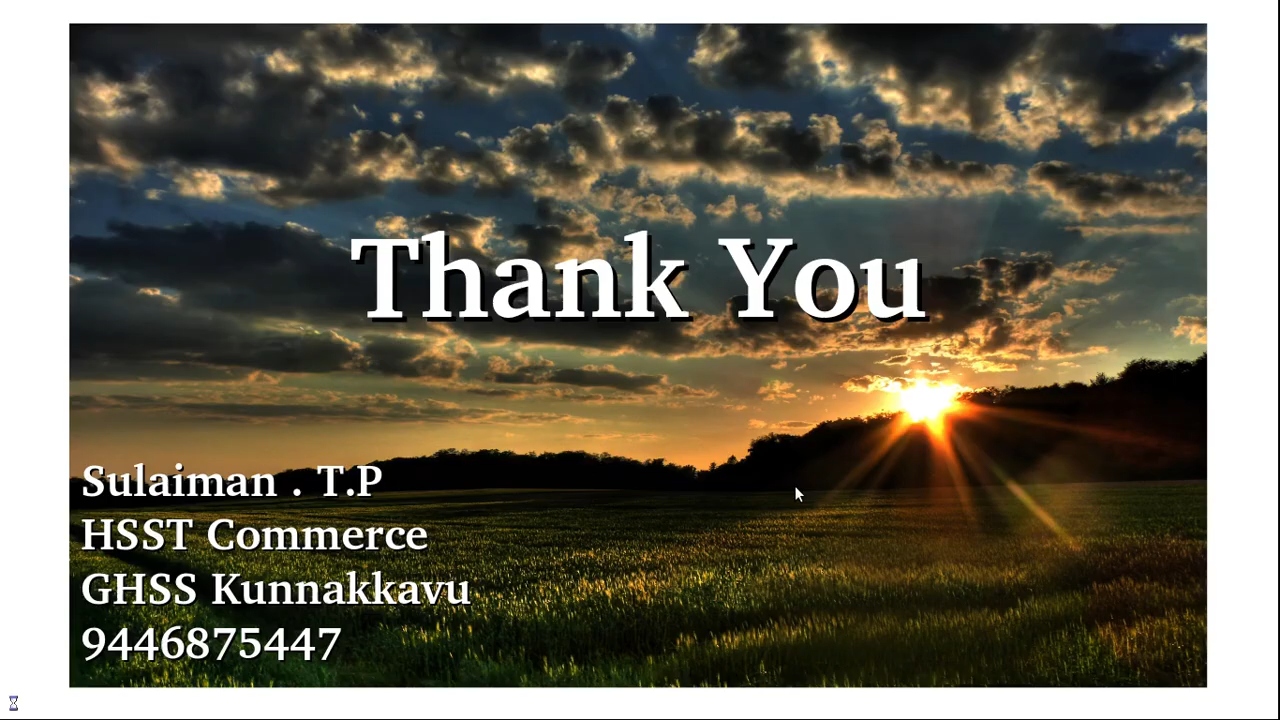 Thank You
Sulaiman . T.P
HSST Commerce
GHSS Kunnakkavu
9446875447